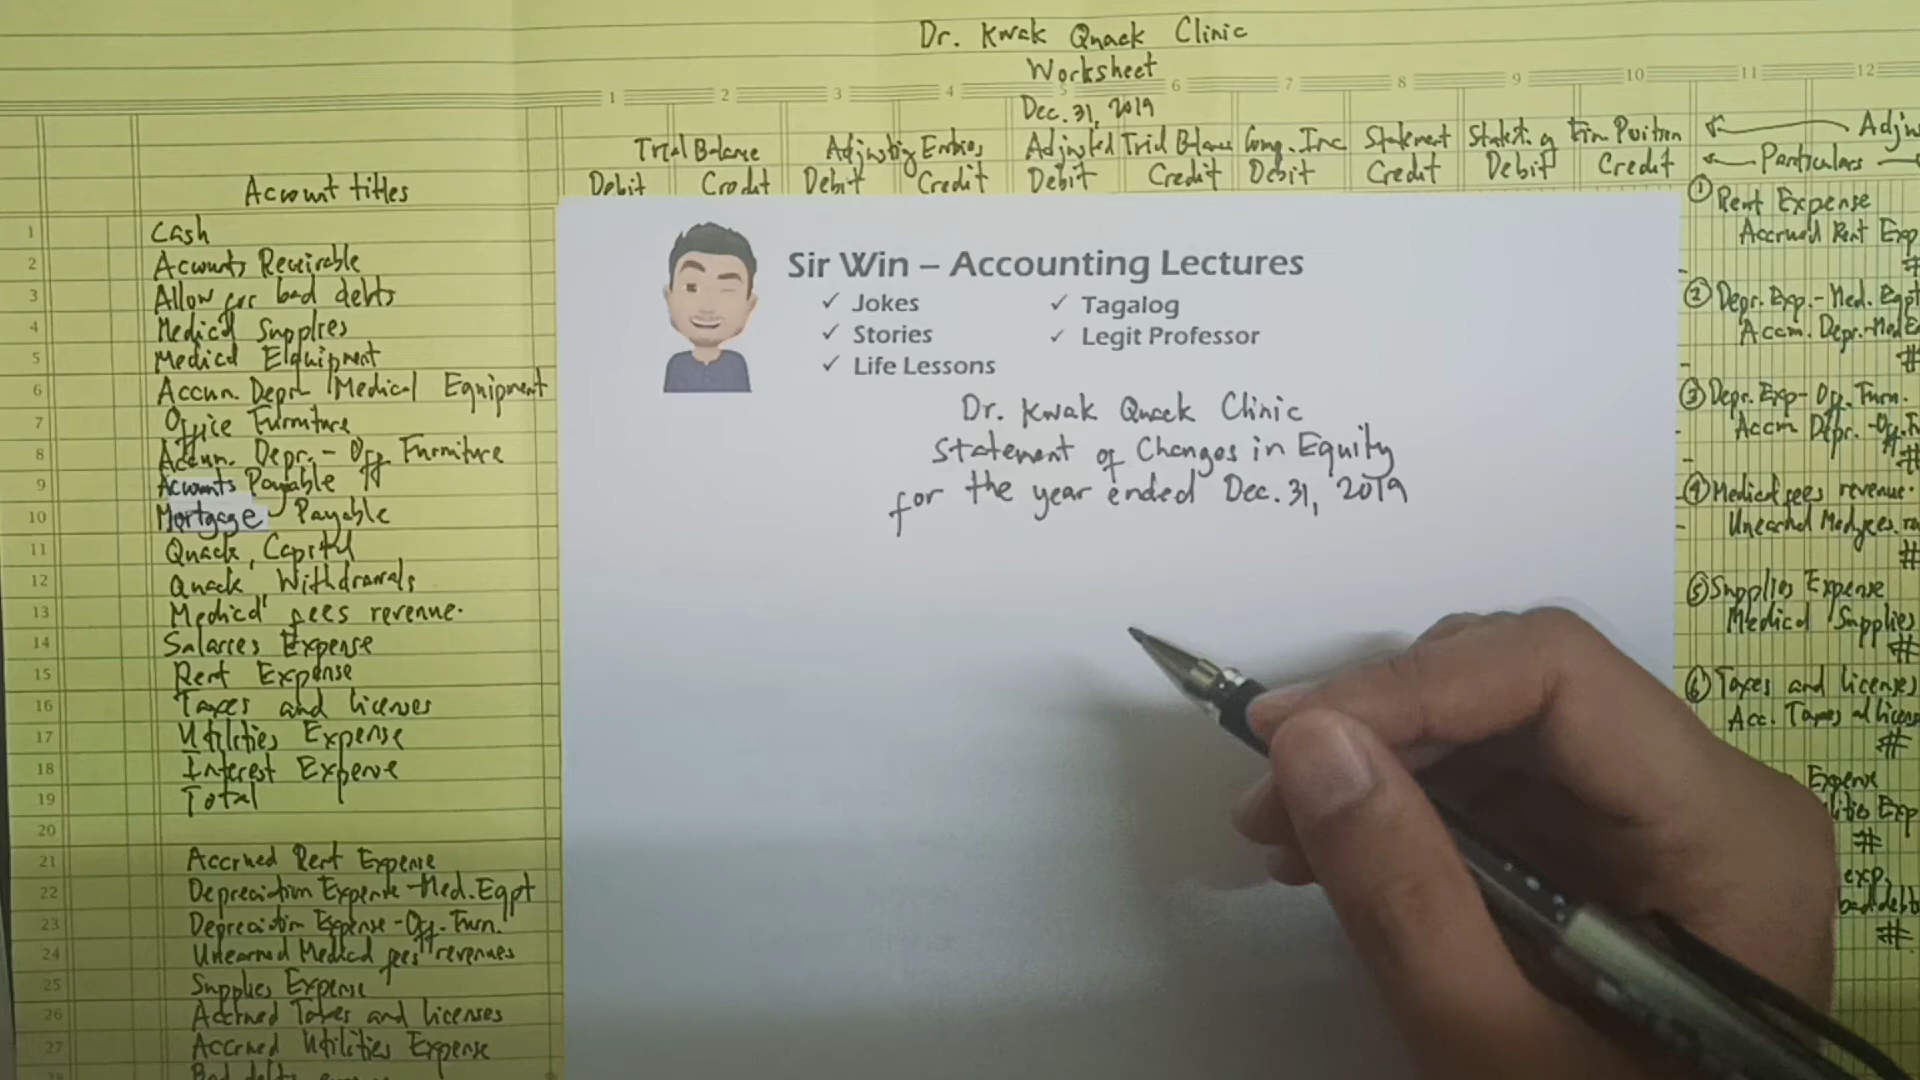 Dr. Kwak Quack Clinic
Worksheet
Dec. 31, 2019
1 2 3 4 5 6 7 8 9 10 11 12
Trial Balance Adjusting Entries Adjusted Trial Balance Comp. Inc Statement Statemt. of Fin Position Adju
Account titles Debit Credit Debit Credit Debit Credit Debit Credit Debit Credit Particulars
1 Cash
2 Accounts Receivable
3 Allow for bad debts
4 Medical Supplies
5 Medical Equipment
6 Accum. Depr- Medical Equipment
7 Office Furniture
8 Accum. Depr. - Off. Furniture
9 Accounts Payable
10 Mortgage Payable
11 Quack, Capital
12 Quack, Withdrawals
13 Medical fees revenue.
14 Salaries Expense
15 Rent Expense
16 Taxes and licenses
17 Utilities Expense
18 Interest Expense
19 Total
20
21 Accrued Rent Expense
22 Depreciation Expense-Med. Eqpt
23 Depreciation Expense-Off. Furn.
24 Unearned Medical fees revenues
25 Supplies Expense
26 Accrued Taxes and licenses
27 Accrued Utilities Expense
Sir Win – Accounting Lectures
✓ Jokes
✓ Stories
✓ Life Lessons
✓ Tagalog
✓ Legit Professor
Dr. Kwak Quack Clinic
Statement of Changes in Equity
for the year ended Dec. 31, 2019
① Rent Expense
Accrued Rent Exp
#
② Depr. Exp.- Med. Eqpt
Accm. Depr.-Med E
#
③ Depr. Exp- Off. Furn.
Accm Depr. -Off. F
#
④ Medical fees revenue.
Unearned Med fees. re
#
⑤ Supplies Expense
Medical Supplies
#
⑥ Taxes and licenses
Acc. Taxes and licens
#
Expense
lities Exp
#
exp.
bad debts
#